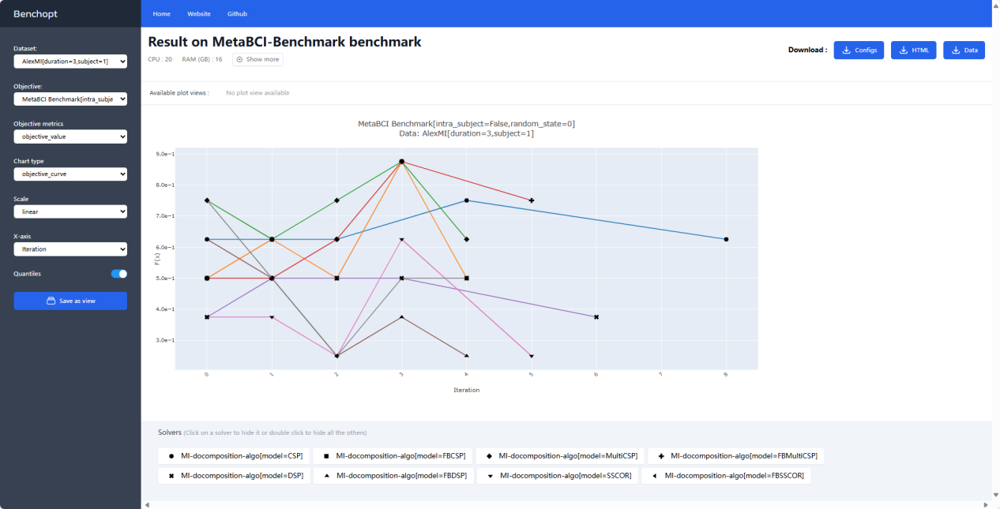 Benchopt
Home Website Github
Dataset:
AlexMI[duration=3,subject=1]
Objective:
MetaBCI Benchmark[intra_subje
Objective metrics
objective_value
Chart type
objective_curve
Scale
linear
X-axis
Iteration
Quantiles
Save as view
Result on MetaBCI-Benchmark benchmark
CPU : 20 RAM (GB) : 16 Show more
Download : Configs HTML Data
Available plot views : No plot view available
MetaBCI Benchmark[intra_subject=False,random_state=0]
Data: AlexMI[duration=3,subject=1]
9.0e−1
8.0e−1
7.0e−1
6.0e−1
5.0e−1
4.0e−1
3.0e−1
F(x)
0 1 2 3 4 5 6 7 8
Iteration
Solvers (Click on a solver to hide it or double click to hide all the others)
MI-docomposition-algo[model=CSP] MI-docomposition-algo[model=FBCSP] MI-docomposition-algo[model=MultiCSP] MI-docomposition-algo[model=FBMultiCSP]
MI-docomposition-algo[model=DSP] MI-docomposition-algo[model=FBDSP] MI-docomposition-algo[model=SSCOR] MI-docomposition-algo[model=FBSSCOR]